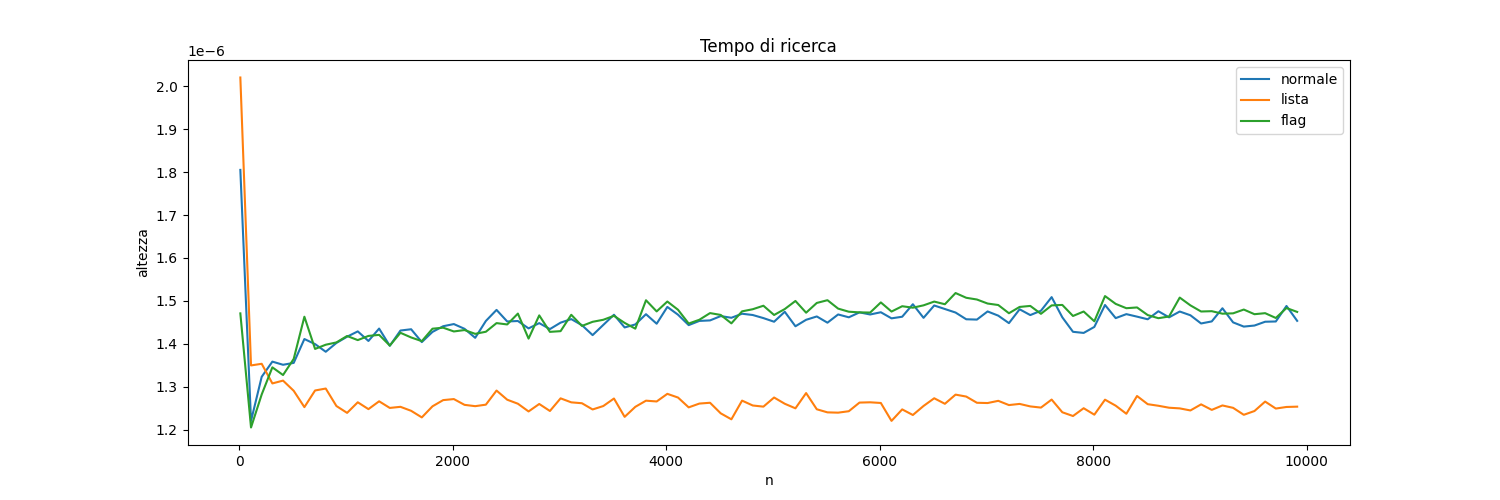 Tempo di ricerca
1e−6
2.0
1.9
1.8
1.7
1.6
1.5
1.4
1.3
1.2
altezza
0 2000 4000 6000 8000 10000
n
normale
lista
flag